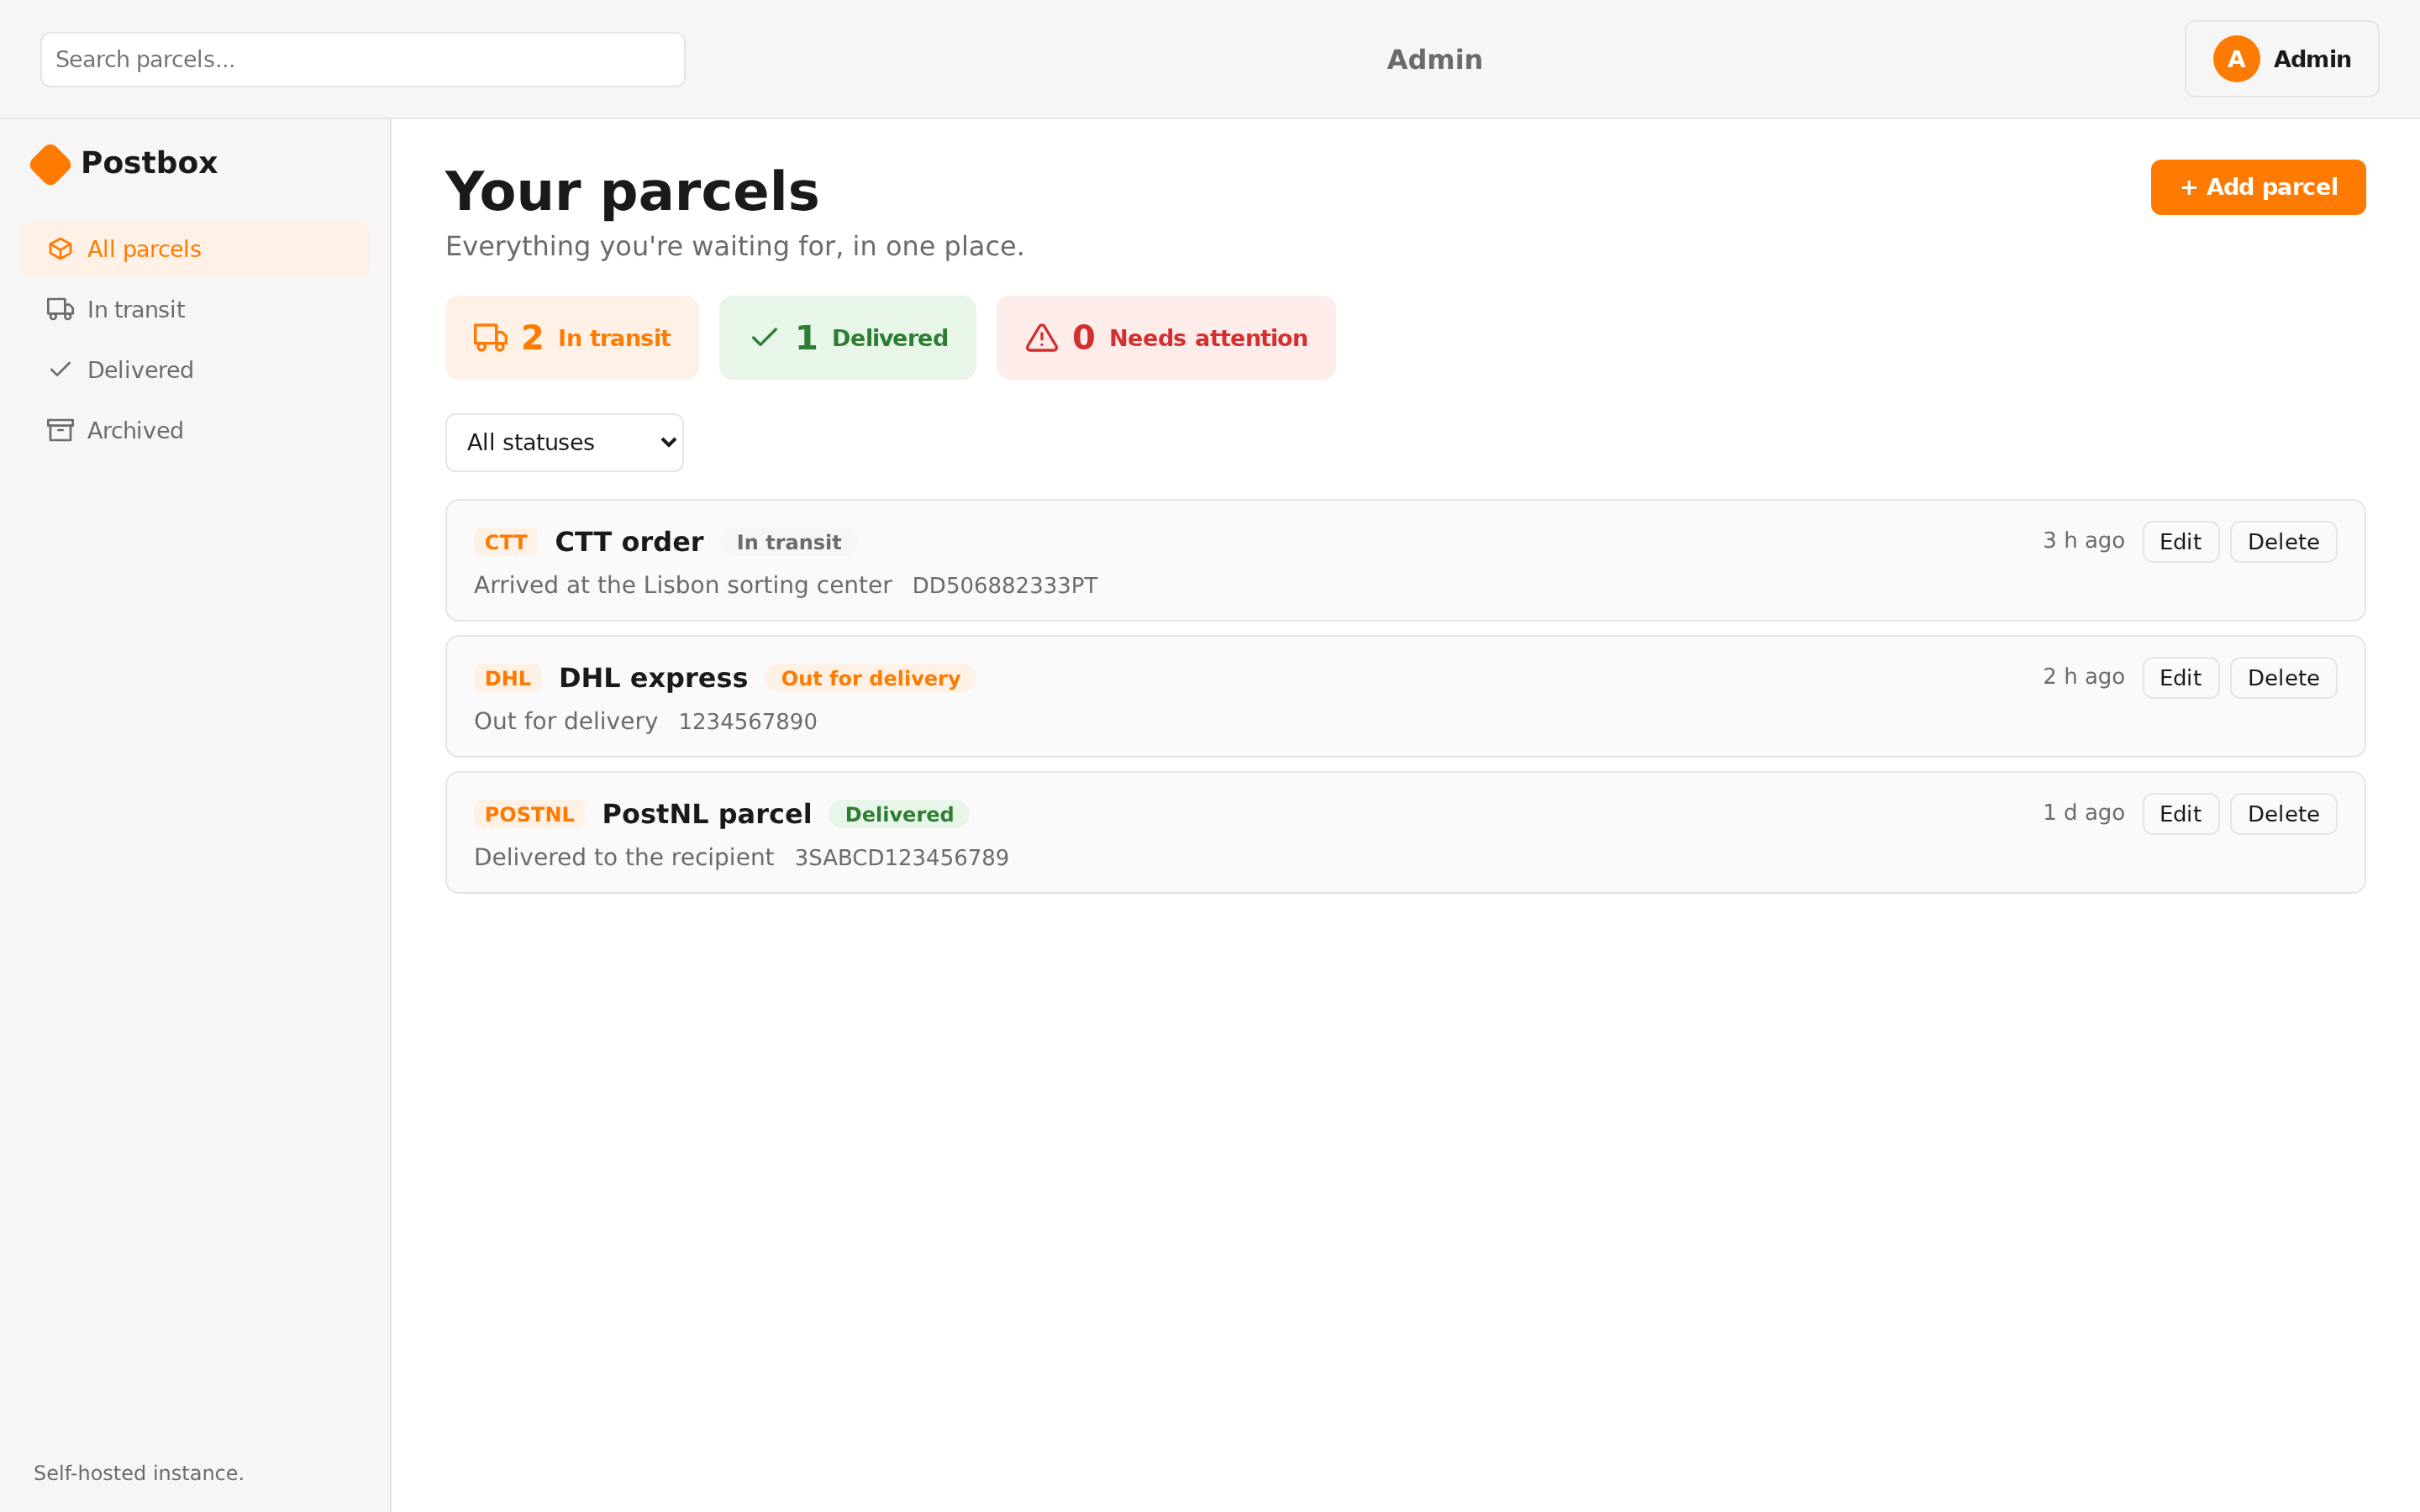 Search parcels...
Admin
A Admin
Postbox
All parcels
In transit
Delivered
Archived
Self-hosted instance.
Your parcels
+ Add parcel
Everything you're waiting for, in one place.
2 In transit
1 Delivered
0 Needs attention
All statuses
CTT CTT order In transit 3 h ago Edit Delete
Arrived at the Lisbon sorting center DD506882333PT
DHL DHL express Out for delivery 2 h ago Edit Delete
Out for delivery 1234567890
POSTNL PostNL parcel Delivered 1 d ago Edit Delete
Delivered to the recipient 3SABCD123456789